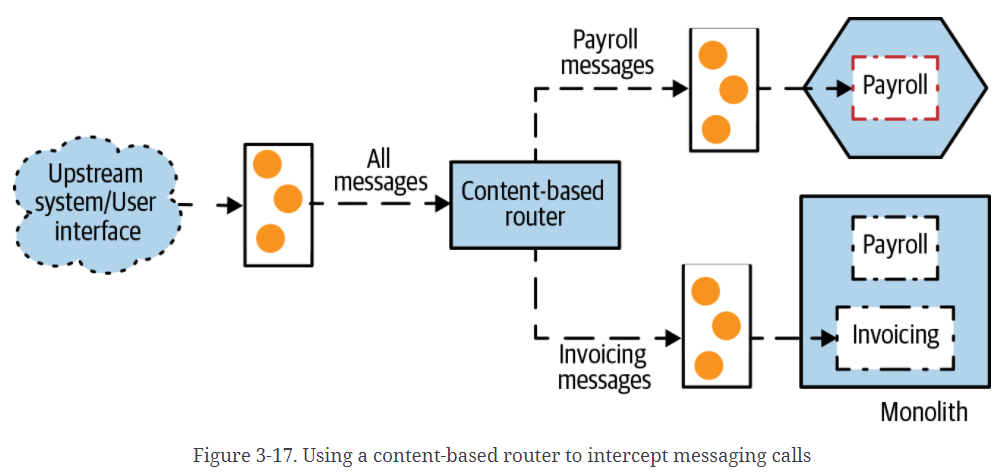 Payroll
messages
Payroll
Upstream
system/User
interface
All
messages
Content-based
router
Payroll
Invoicing
Invoicing
messages
Monolith
Figure 3-17. Using a content-based router to intercept messaging calls